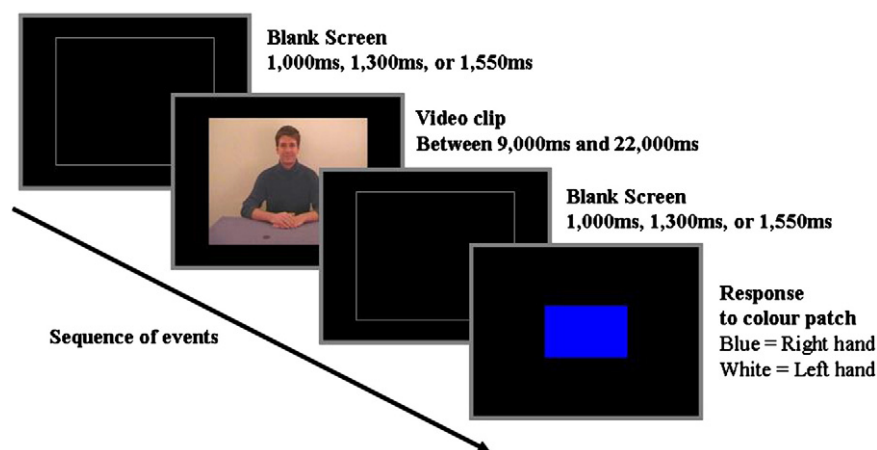 Blank Screen
1,000ms, 1,300ms, or 1,550ms
Video clip
Between 9,000ms and 22,000ms
Blank Screen
1,000ms, 1,300ms, or 1,550ms
Response
to colour patch
Blue = Right hand
White = Left hand
Sequence of events